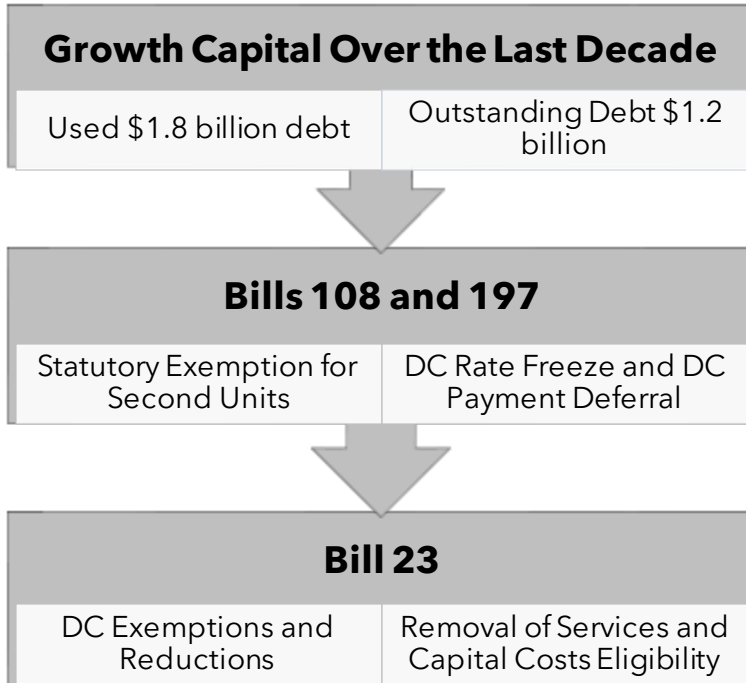 Growth Capital Over the Last Decade
Used $1.8 billion debt
Outstanding Debt $1.2
billion
Bills 108 and 197
Statutory Exemption for
Second Units
DC Rate Freeze and DC
Payment Deferral
Bill 23
DC Exemptions and
Reductions
Removal of Services and
Capital Costs Eligibility